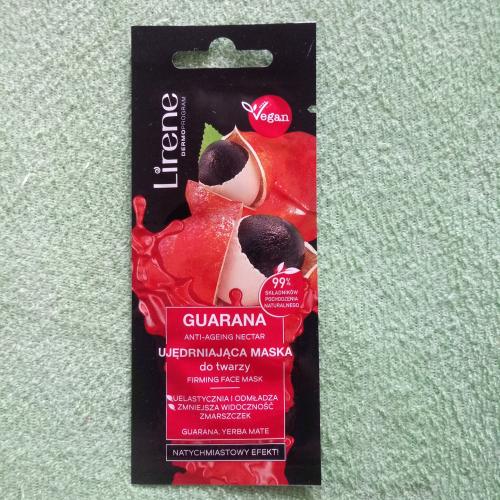 Lirene
DERMOPROGRAM
Vegan
99%
SKŁADNIKÓW
POCHODZENIA
NATURALNEGO
GUARANA
ANTI-AGEING NECTAR
UJĘDRNIAJĄCA MASKA
do twarzy
FIRMING FACE MASK
UELASTYCZNIA I ODMŁADZA
ZMNIEJSZA WIDOCZNOŚĆ
ZMARSZCZEK
GUARANA, YERBA MATE
NATYCHMIASTOWY EFEKT!